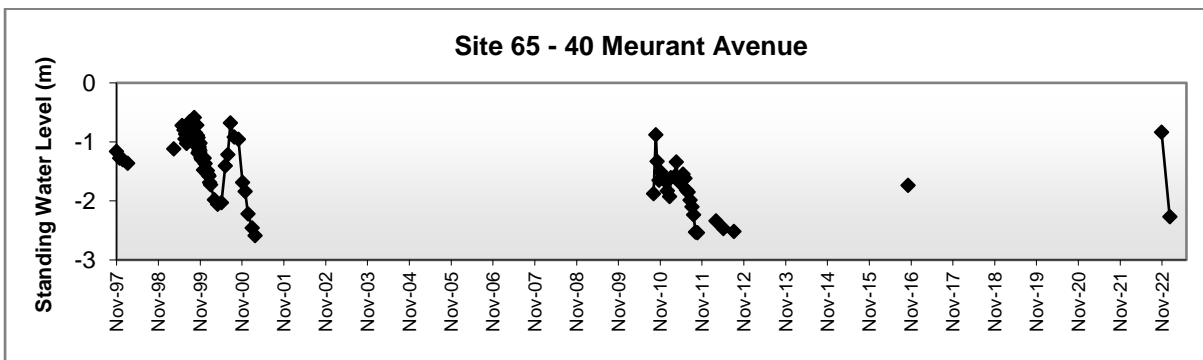 Site 65 - 40 Meurant Avenue
Standing Water Level (m)
0
-1
-2
-3
Nov-97
Nov-98
Nov-99
Nov-00
Nov-01
Nov-02
Nov-03
Nov-04
Nov-05
Nov-06
Nov-07
Nov-08
Nov-09
Nov-10
Nov-11
Nov-12
Nov-13
Nov-14
Nov-15
Nov-16
Nov-17
Nov-18
Nov-19
Nov-20
Nov-21
Nov-22